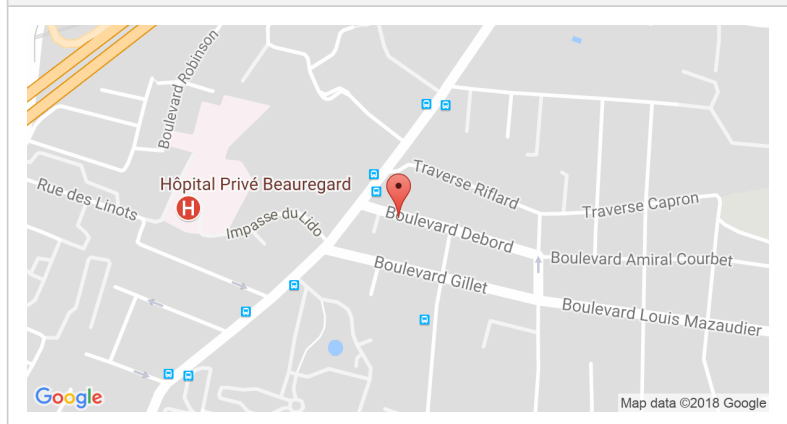 Boulevard Robinson
Hôpital Privé Beauregard
H
Rue des Linots
Impasse du Lido
Traverse Riflard
Traverse Capron
Boulevard Debord
Boulevard Amiral Courbet
Boulevard Gillet
Boulevard Louis Mazaudier
Google
Map data ©2018 Google